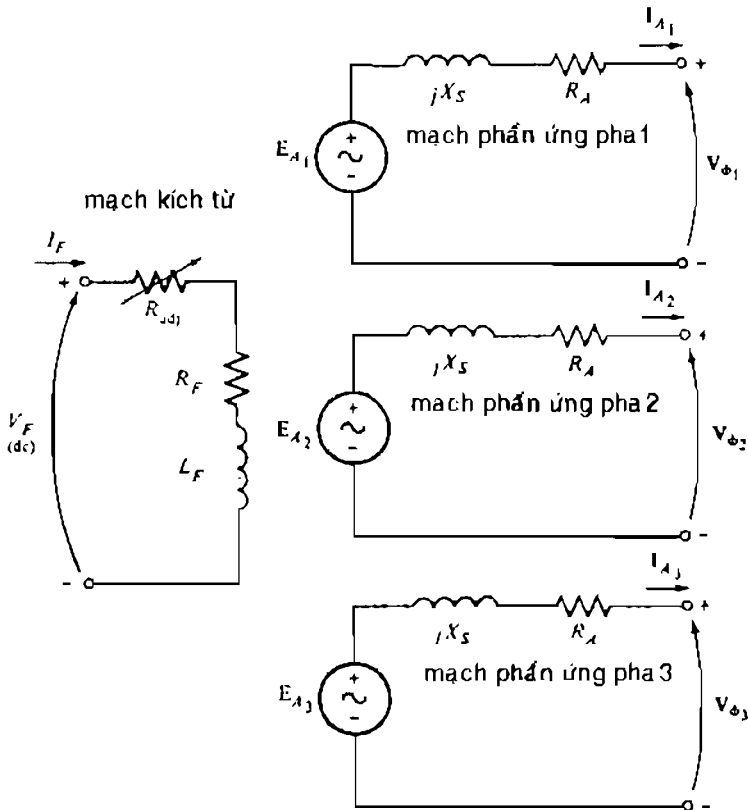 I_A₁
+
jX_S
R_A
E_A₁
+
-
mạch phần ứng pha 1
V_Φ₁
-
mạch kích từ
I_F
+
R_adj
R_F
V_F
(dc)
L_F
-
I_A₂
+
jX_S
R_A
E_A₂
+
-
mạch phần ứng pha 2
V_Φ₂
-
I_A₃
+
jX_S
R_A
E_A₃
+
-
mạch phần ứng pha 3
V_Φ₃
-